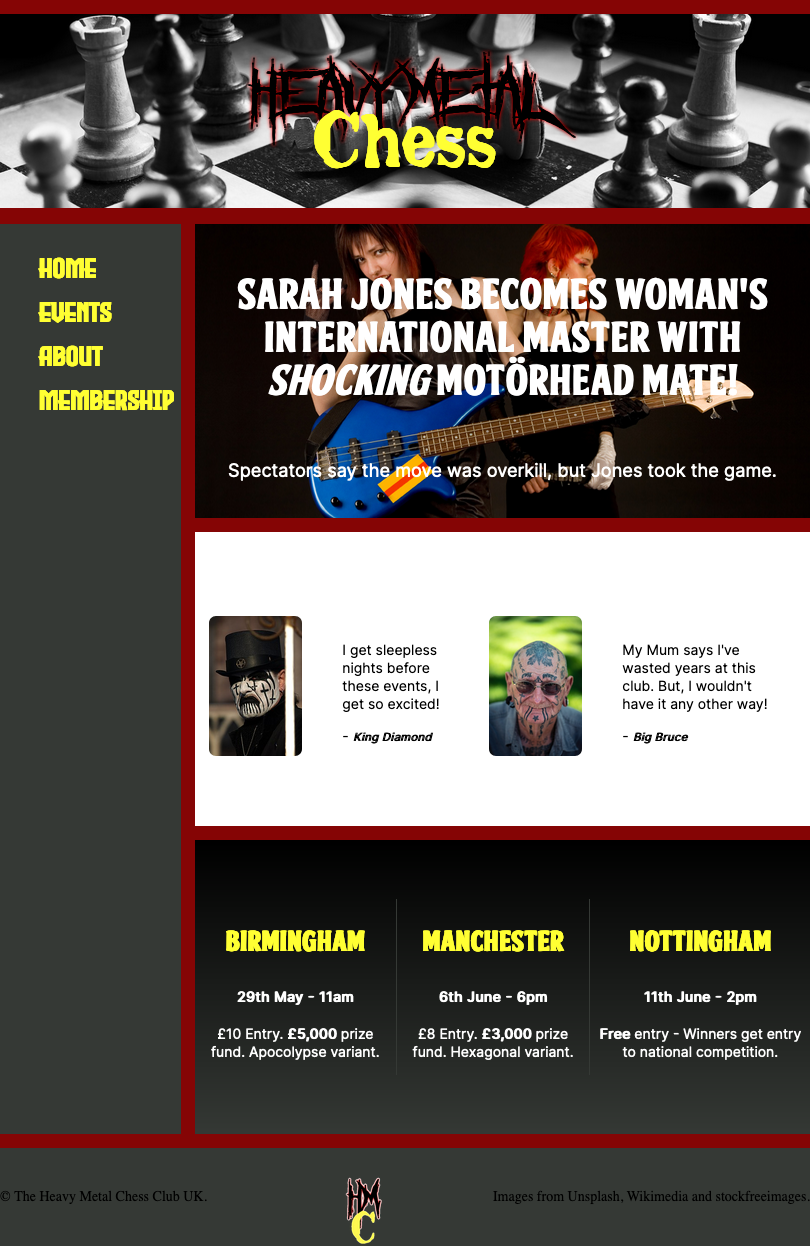 HEAVY METAL
Chess
HOME
EVENTS
ABOUT
MEMBERSHIP
SARAH JONES BECOMES WOMAN'S
INTERNATIONAL MASTER WITH
SHOCKING MOTÖRHEAD MATE!
Spectators say the move was overkill, but Jones took the game.
I get sleepless
nights before
these events, I
get so excited!
- King Diamond
My Mum says I've
wasted years at this
club. But, I wouldn't
have it any other way!
- Big Bruce
BIRMINGHAM
29th May - 11am
£10 Entry. £5,000 prize
fund. Apocolypse variant.
MANCHESTER
6th June - 6pm
£8 Entry. £3,000 prize
fund. Hexagonal variant.
NOTTINGHAM
11th June - 2pm
Free entry - Winners get entry
to national competition.
© The Heavy Metal Chess Club UK.
HM
C
Images from Unsplash, Wikimedia and stockfreeimages.